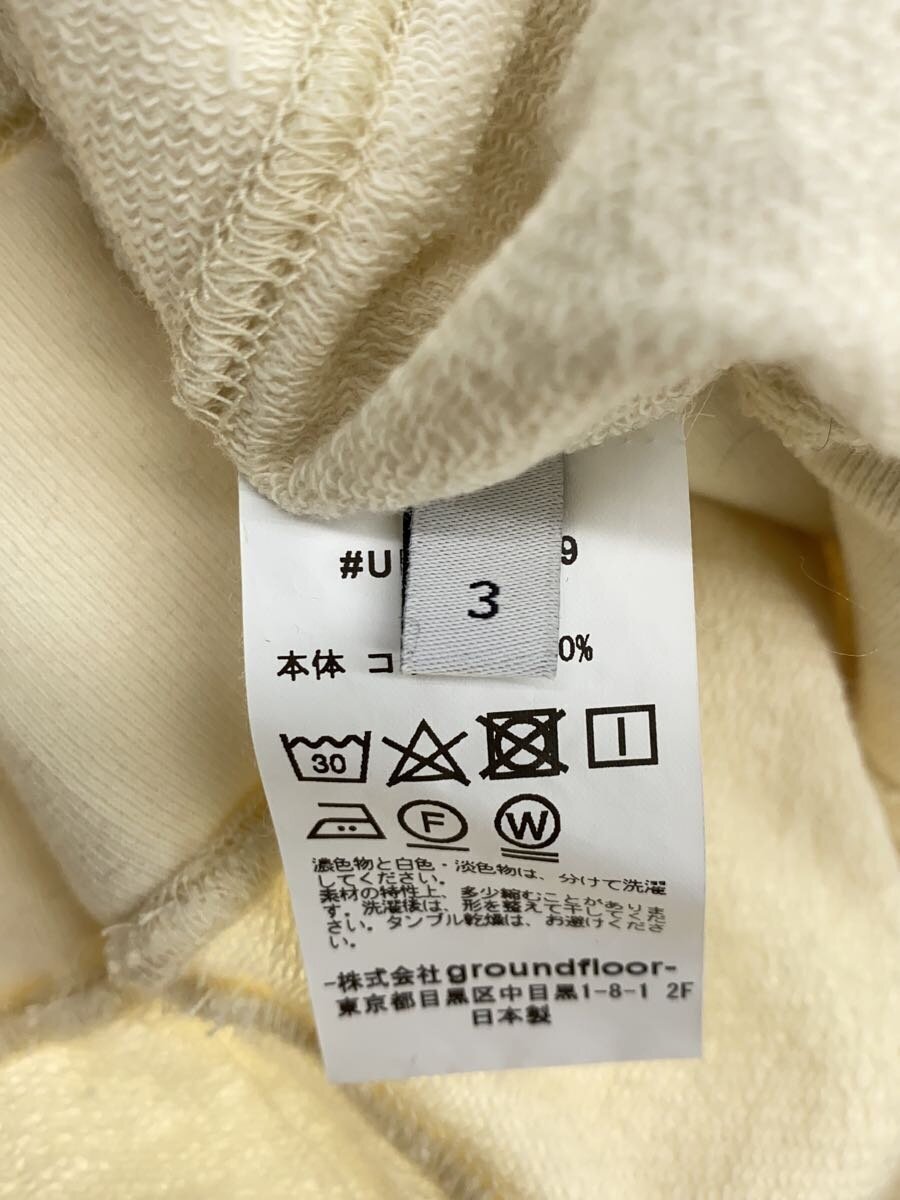 #U 9
3
本体 コ 0%
30
F
W
濃色物と白色・淡色物は、分けて洗濯
してください。
素材の特性上、多少縮むことがありま
す。洗濯後は、形を整えて干してくだ
さい。タンブル乾燥は、お避けくださ
い。
-株式会社groundfloor-
東京都目黒区中目黒1-8-1 2F
日本製